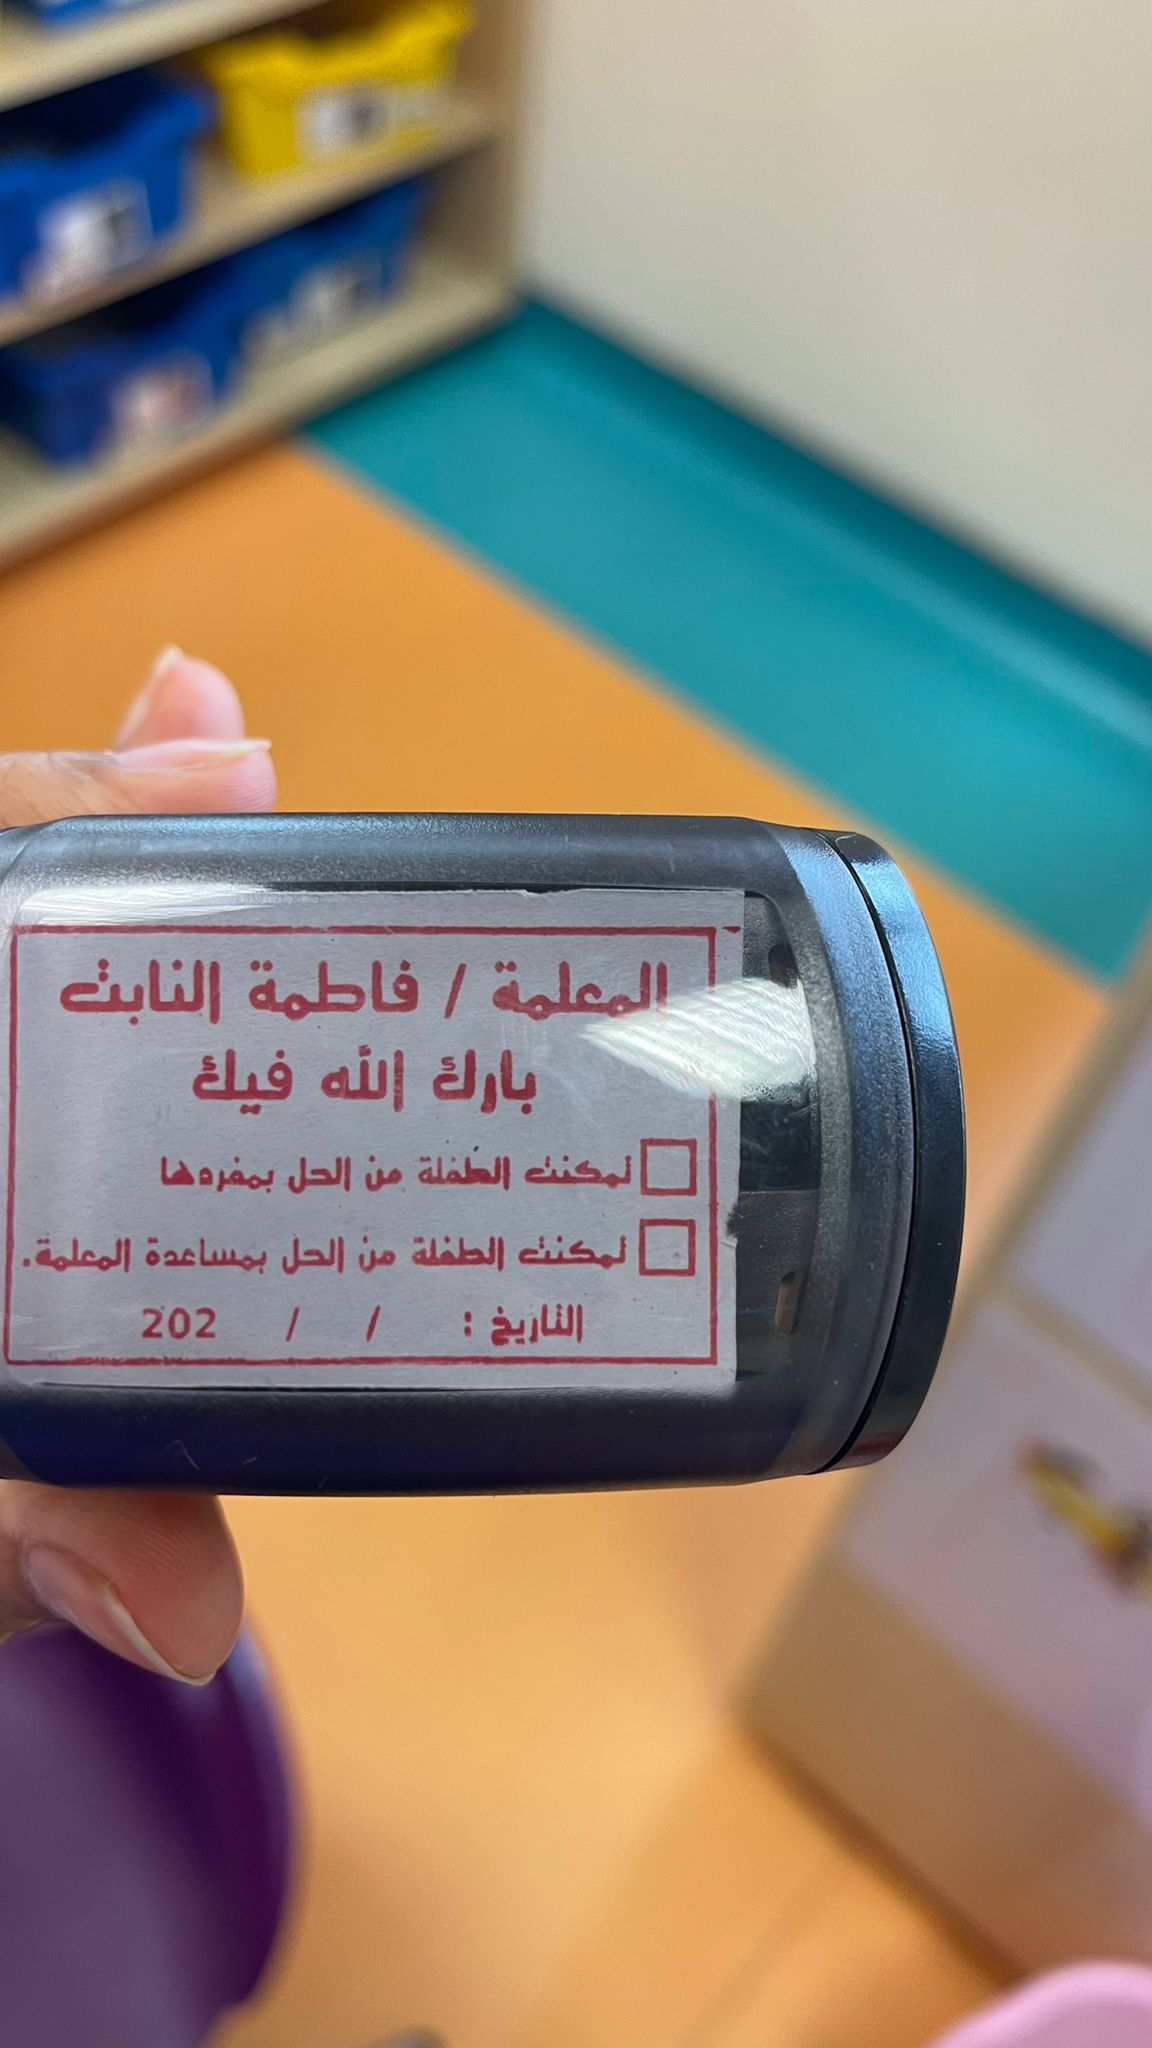 المعلمة / فاطمة النابت
بارك الله فيك
تمكنت الطفلة من الحل بمفردها
تمكنت الطفلة من الحل بمساعدة المعلمة.
التاريخ : / / 202